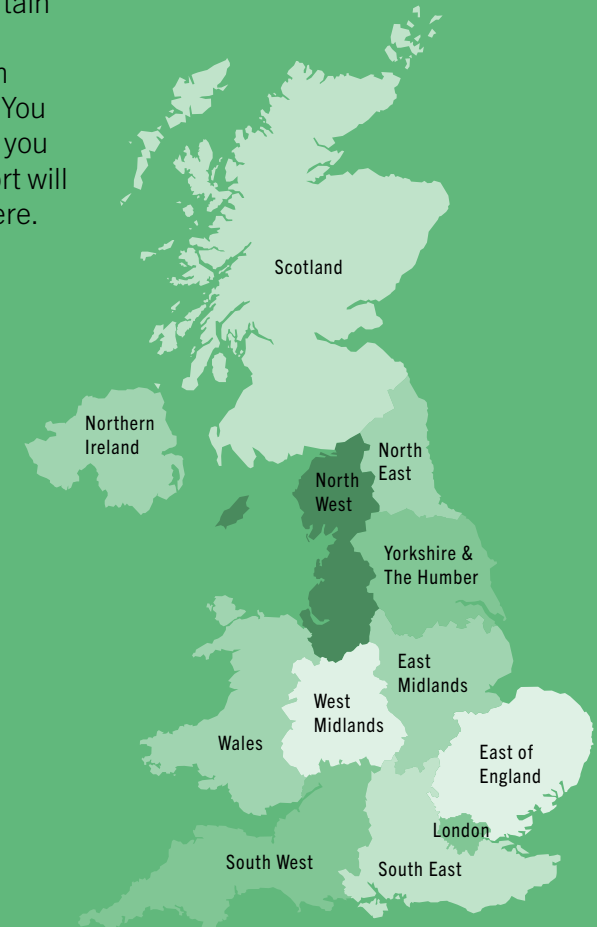 You
you
will
Scotland
Northern
Ireland
North
East
North
West
Yorkshire &
The Humber
East
Midlands
West
Midlands
Wales
East of
England
London
South West
South East